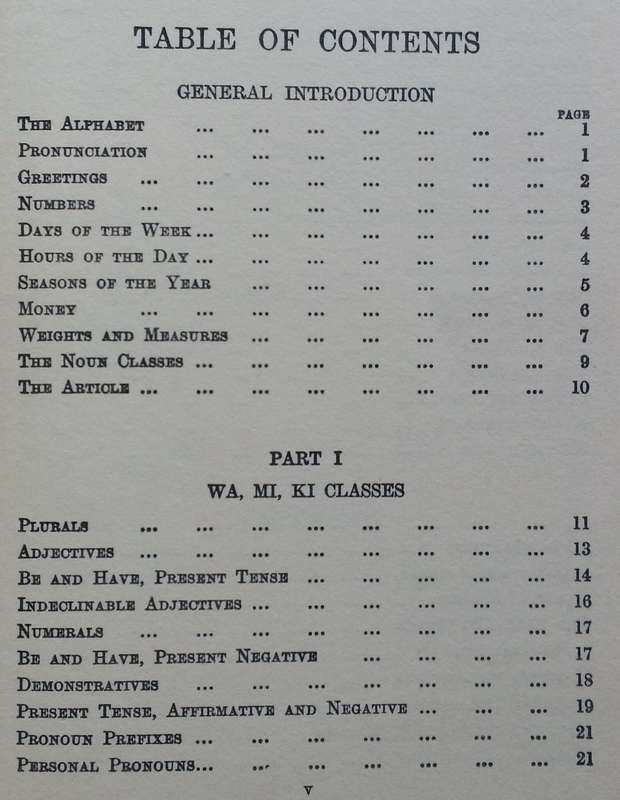 TABLE OF CONTENTS
GENERAL INTRODUCTION
PAGE
THE ALPHABET ... ... ... ... ... ... ... 1
PRONUNCIATION ... ... ... ... ... ... ... 1
GREETINGS ... ... ... ... ... ... ... ... 2
NUMBERS ... ... ... ... ... ... ... ... 3
DAYS OF THE WEEK ... ... ... ... ... ... ... 4
HOURS OF THE DAY ... ... ... ... ... ... ... 4
SEASONS OF THE YEAR ... ... ... ... ... ... 5
MONEY ... ... ... ... ... ... ... ... 6
WEIGHTS AND MEASURES ... ... ... ... ... ... 7
THE NOUN CLASSES ... ... ... ... ... ... ... 9
THE ARTICLE ... ... ... ... ... ... ... ... 10
PART I
WA, MI, KI CLASSES
PLURALS ... ... ... ... ... ... ... ... 11
ADJECTIVES ... ... ... ... ... ... ... ... 13
BE AND HAVE, PRESENT TENSE ... ... ... ... ... 14
INDECLINABLE ADJECTIVES ... ... ... ... ... ... 16
NUMERALS ... ... ... ... ... ... ... ... 17
BE AND HAVE, PRESENT NEGATIVE ... ... ... ... 17
DEMONSTRATIVES ... ... ... ... ... ... ... 18
PRESENT TENSE, AFFIRMATIVE AND NEGATIVE ... ... ... 19
PRONOUN PREFIXES ... ... ... ... ... ... ... 21
PERSONAL PRONOUNS... ... ... ... ... ... ... 21
v